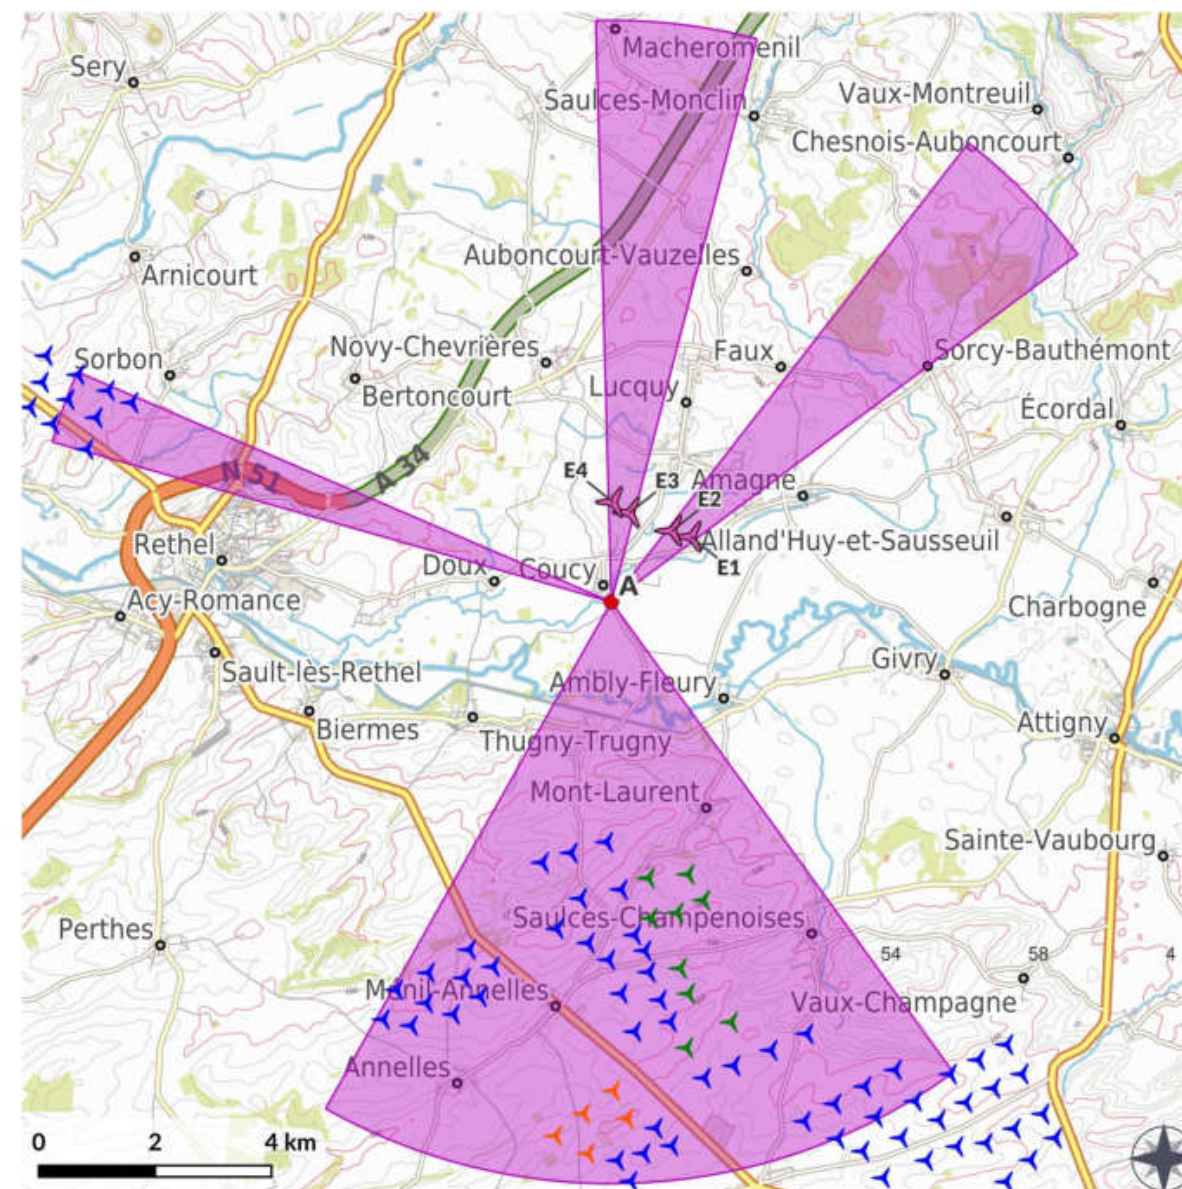 Macheromenil
Sery
Saulces-Monclin
Vaux-Montreuil
Chesnois-Auboncourt
Auboncourt-Vauzelles
Arnicourt
Sorbon
Novy-Chevrières
Faux
Sorcy-Bauthémont
Bertoncourt
Lucquy
Écordal
N 51
A 34
E4
E3
Amagne
E2
Alland'Huy-et-Sausseuil
E1
Rethel
Doux
Coucy
A
Acy-Romance
Charbogne
Sault-lès-Rethel
Ambly-Fleury
Givry
Biermes
Thugny-Trugny
Attigny
Mont-Laurent
Sainte-Vaubourg
Saulces-Champenoises
Perthes
54
58
4
Ménil-Annelles
Vaux-Champagne
Annelles
0 2 4 km